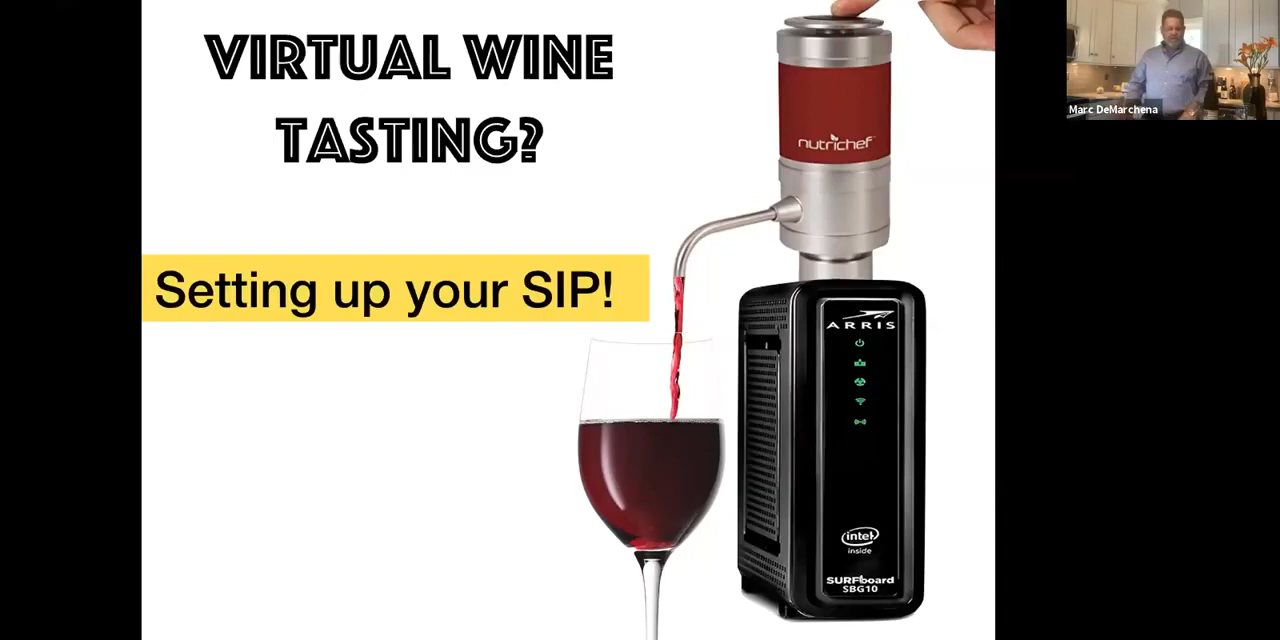 VIRTUAL WINE
TASTING?
Setting up your SIP!
nutrichef
ARRIS
intel
inside
SURFboard
SBG10
Marc DeMarchena